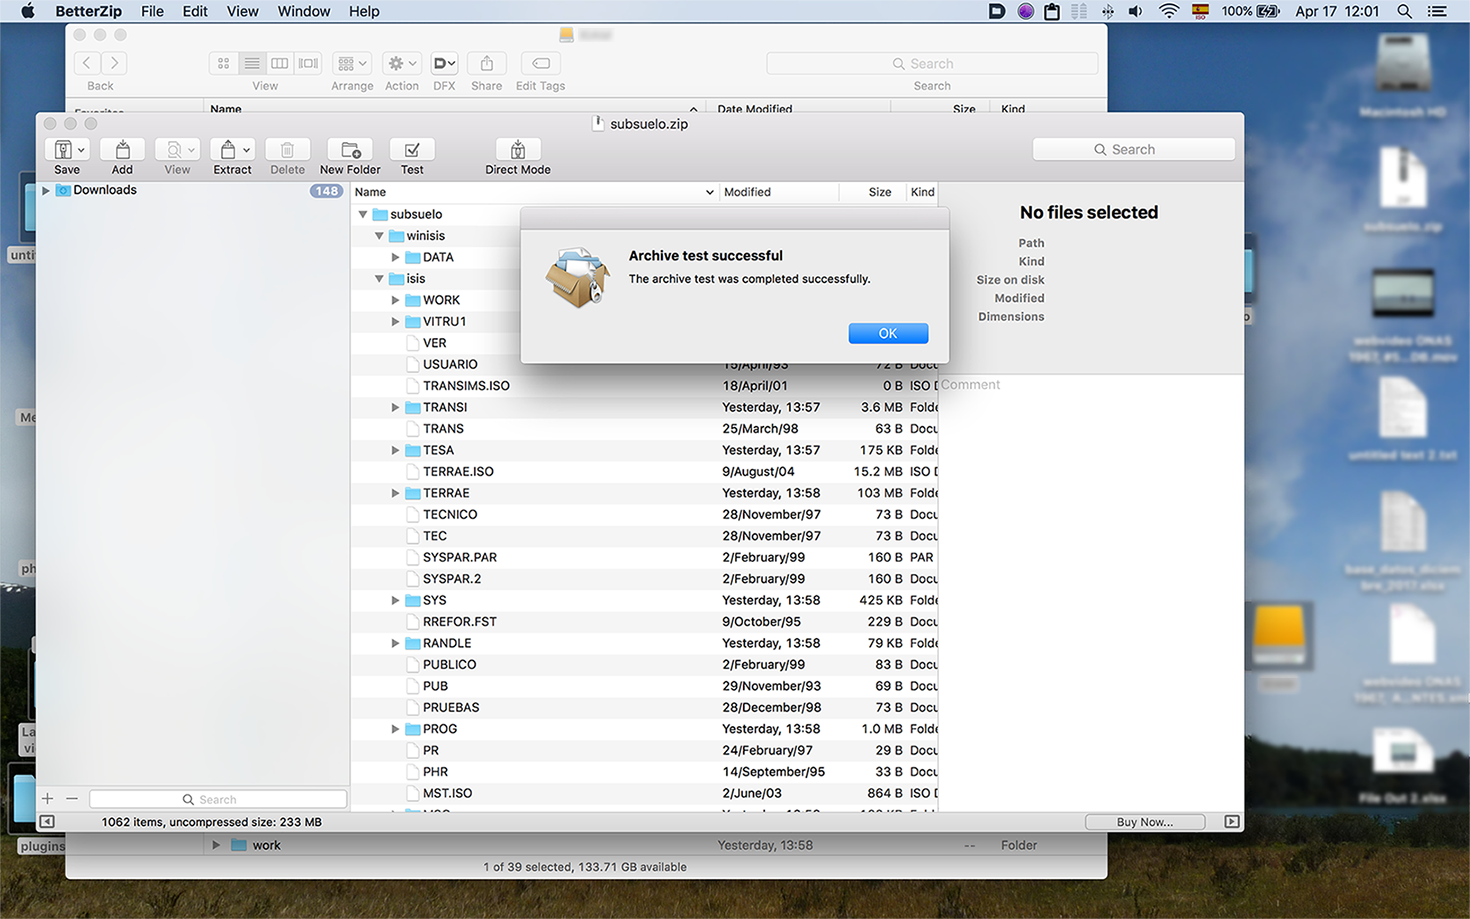 BetterZip File Edit View Window Help 100% Apr 17 12:01
Search
Back View Arrange Action DFX Share Edit Tags Search
Name Date Modified Size Kind
subsuelo.zip
Search
Save Add View Extract Delete New Folder Test Direct Mode
Downloads 148
Name Modified Size Kind
subsuelo
winisis
DATA
isis
WORK
VITRU1
VER
USUARIO 15/April/93 72 B Docu
TRANSIMS.ISO 18/April/01 0 B ISO D
TRANSI Yesterday, 13:57 3.6 MB Folde
TRANS 25/March/98 63 B Docu
TESA Yesterday, 13:57 175 KB Folde
TERRAE.ISO 9/August/04 15.2 MB ISO D
TERRAE Yesterday, 13:58 103 MB Folde
TECNICO 28/November/97 73 B Docu
TEC 28/November/97 73 B Docu
SYSPAR.PAR 2/February/99 160 B PAR
SYSPAR.2 2/February/99 160 B Docu
SYS Yesterday, 13:58 425 KB Folde
RREFOR.FST 9/October/95 229 B Docu
RANDLE Yesterday, 13:58 79 KB Folde
PUBLICO 2/February/99 83 B Docu
PUB 29/November/93 69 B Docu
PRUEBAS 28/December/98 73 B Docu
PROG Yesterday, 13:58 1.0 MB Folde
PR 24/February/97 29 B Docu
PHR 14/September/95 33 B Docu
MST.ISO 2/June/03 864 B ISO D
Archive test successful
The archive test was completed successfully.
OK
No files selected
Path
Kind
Size on disk
Modified
Dimensions
Comment
Search
1062 items, uncompressed size: 233 MB
Buy Now...
work Yesterday, 13:58 -- Folder
1 of 39 selected, 133.71 GB available
unti
Me
ph
La
vi
plugins
Macintosh HD
subsuelo.zip
untitled text 2.txt
File Out 2.xlsx